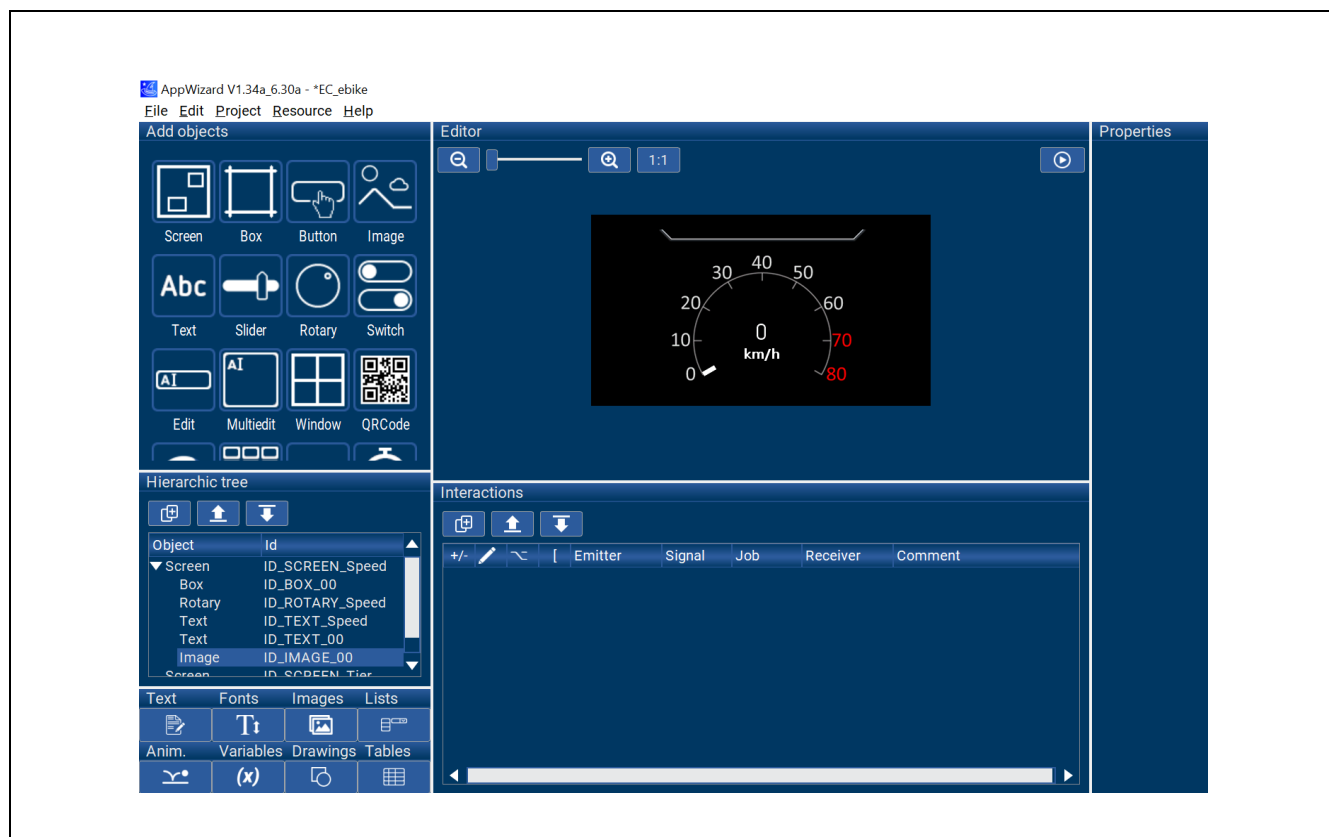 AppWizard V1.34a_6.30a - *EC_ebike
File Edit Project Resource Help
Add objects
Screen Box Button Image
Abc
Text Slider Rotary Switch
AI AI
Edit Multiedit Window QRCode
Hierarchic tree
Object Id
Screen ID_SCREEN_Speed
Box ID_BOX_00
Rotary ID_ROTARY_Speed
Text ID_TEXT_Speed
Text ID_TEXT_00
Image ID_IMAGE_00
Screen ID_SCREEN_Tier
Text Fonts Images Lists
Anim. Variables Drawings Tables
(x)
Editor
1:1
40
30 50
20 60
0
10 70
km/h
0 80
Interactions
+/- [ Emitter Signal Job Receiver Comment
Properties